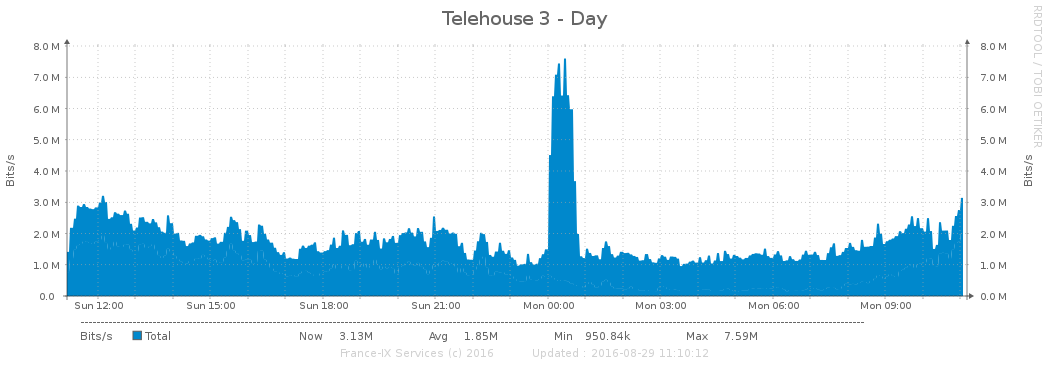 Telehouse 3 - Day
RRDTOOL / TOBI OETIKER
Bits/s
Bits/s
8.0 M 8.0 M
7.0 M 7.0 M
6.0 M 6.0 M
5.0 M 5.0 M
4.0 M 4.0 M
3.0 M 3.0 M
2.0 M 2.0 M
1.0 M 1.0 M
0.0 0.0 M
Sun 12:00 Sun 15:00 Sun 18:00 Sun 21:00 Mon 00:00 Mon 03:00 Mon 06:00 Mon 09:00
Bits/s Total Now 3.13M Avg 1.85M Min 950.84k Max 7.59M
France-IX Services (c) 2016 Updated : 2016-08-29 11:10:12